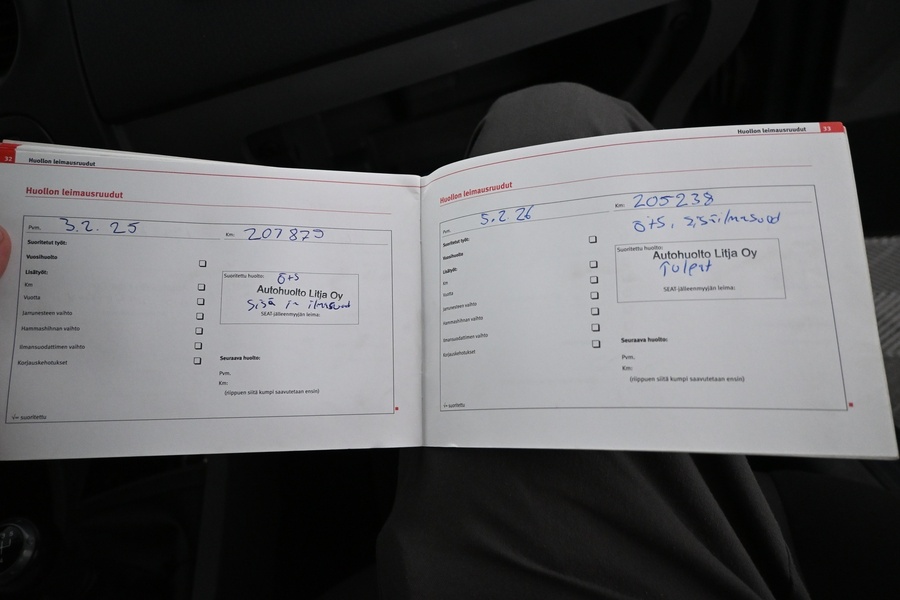 32 Huollon leimausruudut
Huollon leimausruudut
Pvm. 3.2. 25 Km: 207879
Suoritetut työt:
Vuosihuolto
Lisätyöt:
Km
Vuotta
Jarrunesteen vaihto
Hammashihnan vaihto
Ilmansuodattimen vaihto
Korjauskehotukset
Suoritettu huolto: ö+s
Autohuolto Litja Oy
SEAT-jälleenmyyjän leima:
Seuraava huolto:
Pvm.
Km:
(riippuen siitä kumpi saavutetaan ensin)
√= suoritettu
Huollon leimausruudut 33
Huollon leimausruudut
Pvm. 5.2 26 Km: 205238
ö+s, sisäilmasuod
Suoritetut työt:
Vuosihuolto
Lisätyöt:
Km
Vuotta
Jarrunesteen vaihto
Hammashihnan vaihto
Ilmansuodattimen vaihto
Korjauskehotukset
Suoritettu huolto:
Autohuolto Litja Oy
Tulpat
SEAT-jälleenmyyjän leima:
Seuraava huolto:
Pvm.
Km:
(riippuen siitä kumpi saavutetaan ensin)
√= suoritettu